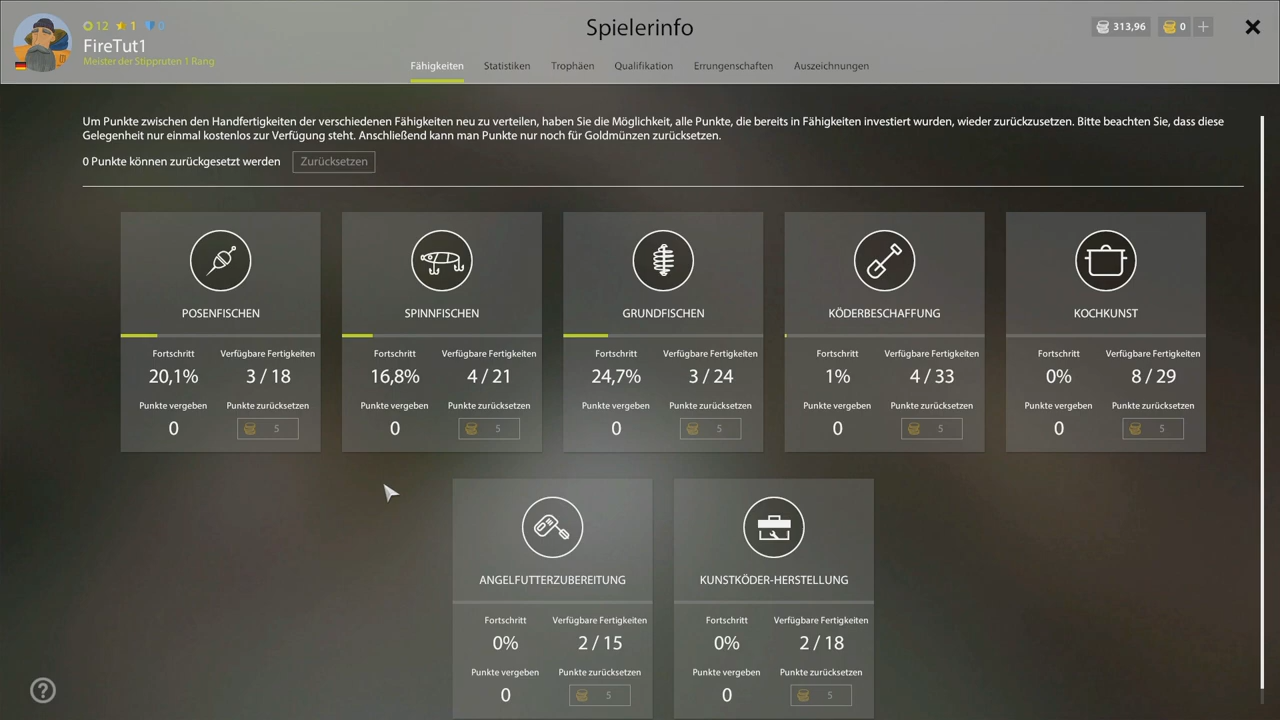 12 1 0
FireTut1
Meister der Stippruten 1 Rang
Spielerinfo
313,96 0 +
Fähigkeiten Statistiken Trophäen Qualifikation Errungenschaften Auszeichnungen
Um Punkte zwischen den Handfertigkeiten der verschiedenen Fähigkeiten neu zu verteilen, haben Sie die Möglichkeit, alle Punkte, die bereits in Fähigkeiten investiert wurden, wieder zurückzusetzen. Bitte beachten Sie, dass diese
Gelegenheit nur einmal kostenlos zur Verfügung steht. Anschließend kann man Punkte nur noch für Goldmünzen zurücksetzen.
0 Punkte können zurückgesetzt werden Zurücksetzen
POSENFISCHEN
Fortschritt Verfügbare Fertigkeiten
20,1% 3 / 18
Punkte vergeben Punkte zurücksetzen
0 5
SPINNFISCHEN
Fortschritt Verfügbare Fertigkeiten
16,8% 4 / 21
Punkte vergeben Punkte zurücksetzen
0 5
GRUNDFISCHEN
Fortschritt Verfügbare Fertigkeiten
24,7% 3 / 24
Punkte vergeben Punkte zurücksetzen
0 5
KÖDERBESCHAFFUNG
Fortschritt Verfügbare Fertigkeiten
1% 4 / 33
Punkte vergeben Punkte zurücksetzen
0 5
KOCHKUNST
Fortschritt Verfügbare Fertigkeiten
0% 8 / 29
Punkte vergeben Punkte zurücksetzen
0 5
ANGELFUTTERZUBEREITUNG
Fortschritt Verfügbare Fertigkeiten
0% 2 / 15
Punkte vergeben Punkte zurücksetzen
0 5
KUNSTKÖDER-HERSTELLUNG
Fortschritt Verfügbare Fertigkeiten
0% 2 / 18
Punkte vergeben Punkte zurücksetzen
0 5
?